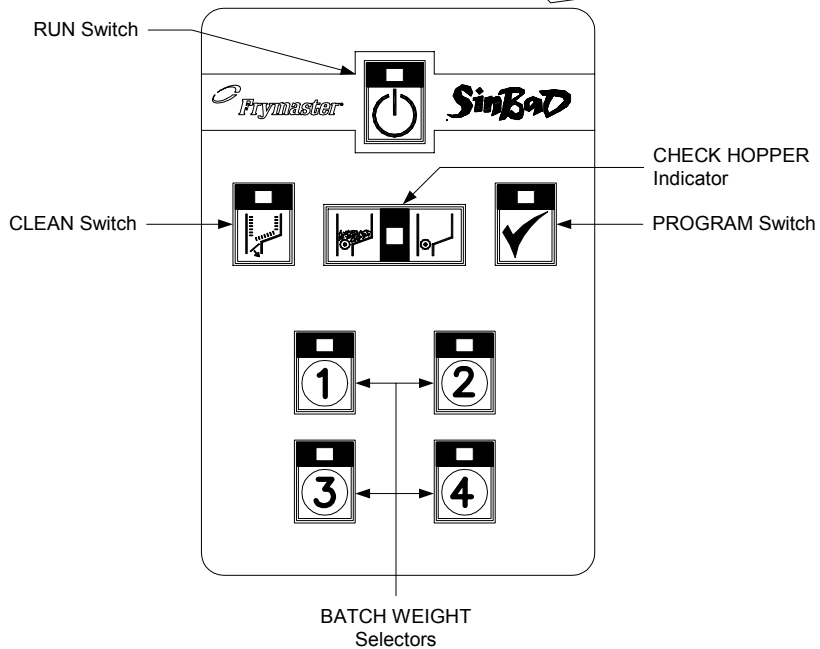 RUN Switch
Frymaster
SinBaD
CHECK HOPPER
Indicator
CLEAN Switch
PROGRAM Switch
1
2
3
4
BATCH WEIGHT
Selectors